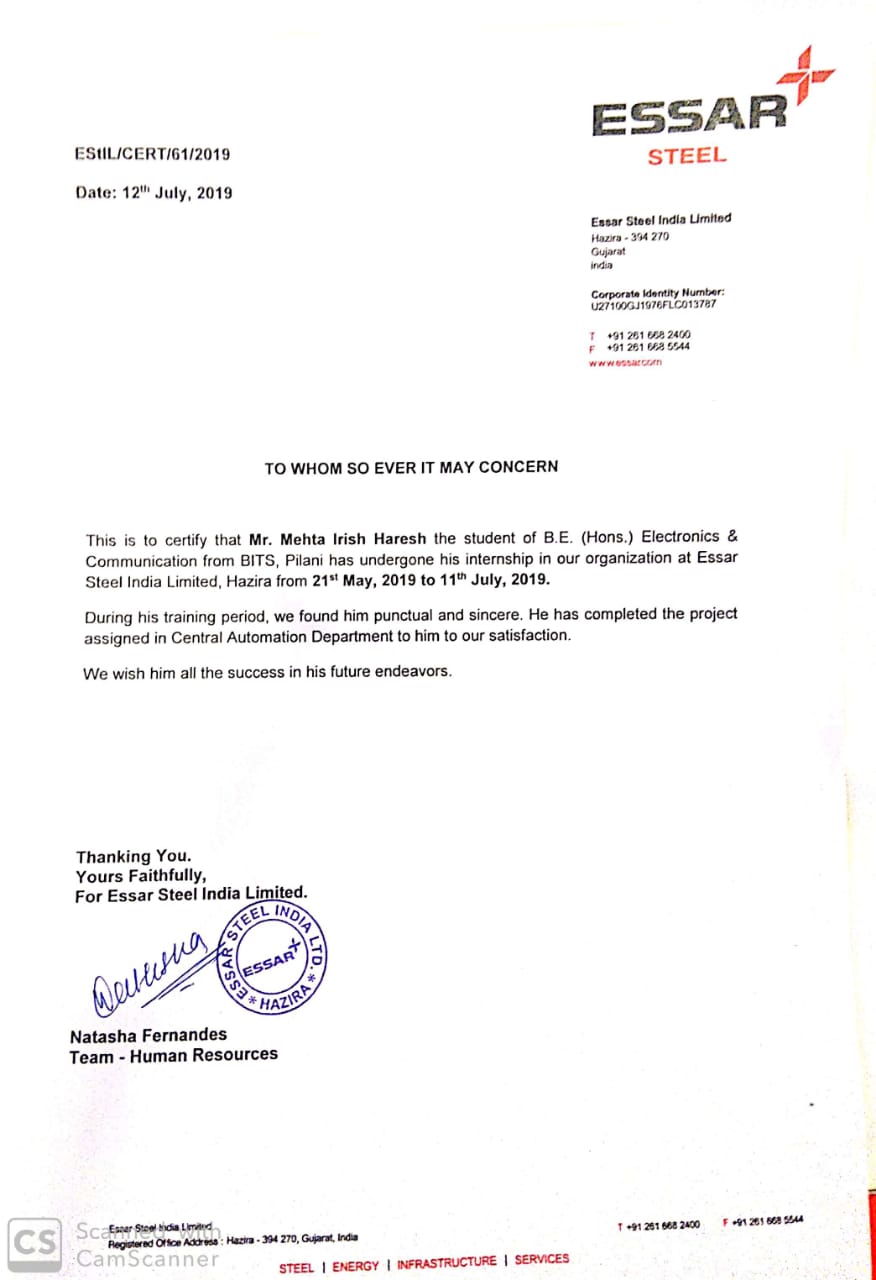 ESSAR
STEEL
EStIL/CERT/61/2019
Date: 12th July, 2019
Essar Steel India Limited
Hazira - 394 270
Gujarat
India
Corporate Identity Number:
U27100GJ1976FLC013787
T +91 261 668 2400
F +91 261 668 5544
www.essar.com
TO WHOM SO EVER IT MAY CONCERN
This is to certify that Mr. Mehta Irish Haresh the student of B.E. (Hons.) Electronics &
Communication from BITS, Pilani has undergone his internship in our organization at Essar
Steel India Limited, Hazira from 21st May, 2019 to 11th July, 2019.
During his training period, we found him punctual and sincere. He has completed the project
assigned in Central Automation Department to him to our satisfaction.
We wish him all the success in his future endeavors.
Thanking You.
Yours Faithfully,
For Essar Steel India Limited.
ESSAR STEEL INDIA LTD.
ESSAR
* HAZIRA *
Natasha Fernandes
Team - Human Resources
Essar Steel India Limited
Registered Office Address : Hazira - 394 270, Gujarat, India
T +91 261 668 2400 F +91 261 668 5544
STEEL | ENERGY | INFRASTRUCTURE | SERVICES
CS
Scanned with
CamScanner